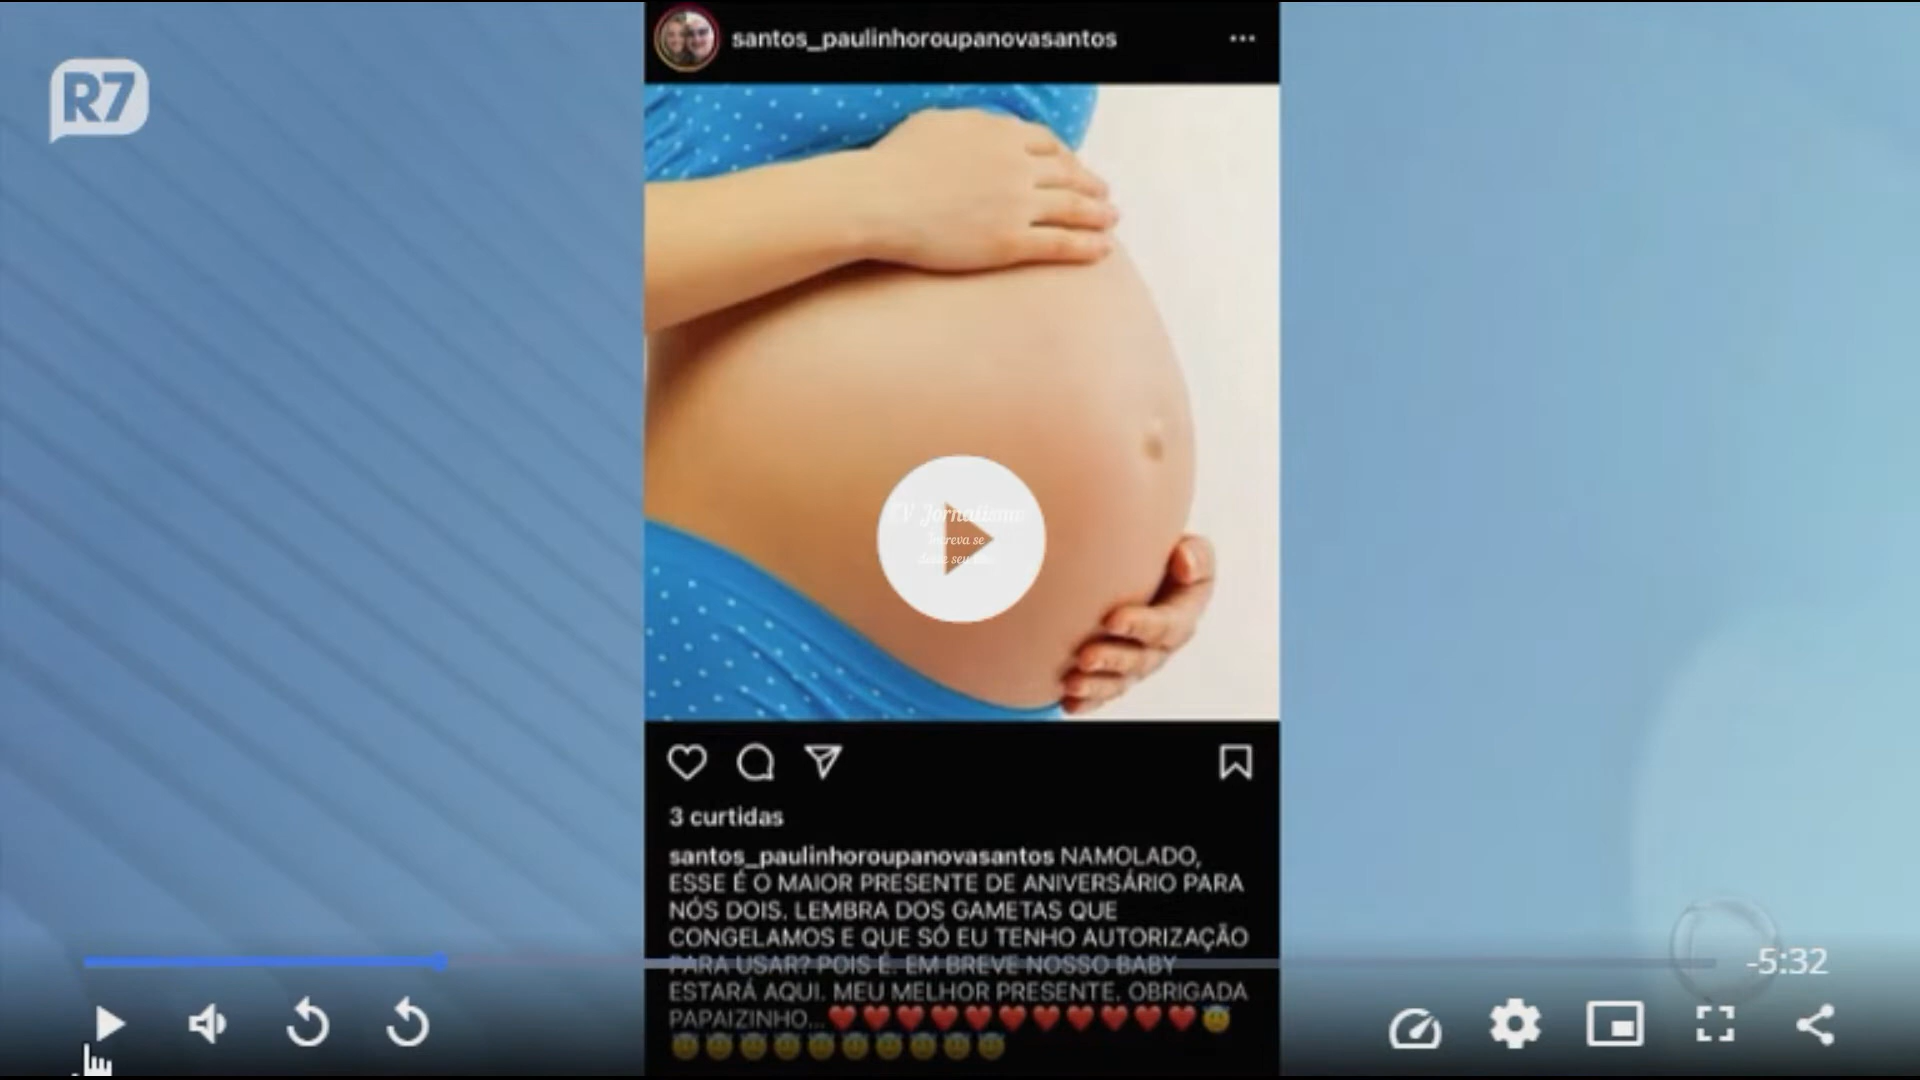 santos_paulinhoroupanovasantos
R7
TV Jornalismo
3 curtidas
santos_paulinhoroupanovasantos NAMOLADO,
ESSE É O MAIOR PRESENTE DE ANIVERSÁRIO PARA
NÓS DOIS. LEMBRA DOS GAMETAS QUE
CONGELAMOS E QUE SÓ EU TENHO AUTORIZAÇÃO
PARA USAR? POIS É. EM BREVE NOSSO BABY
ESTARÁ AQUI. MEU MELHOR PRESENTE. OBRIGADA
PAPAIZINHO...❤️❤️❤️❤️❤️❤️❤️❤️❤️❤️❤️😇
😇😇😇😇😇😇😇😇😇😇
-5:32